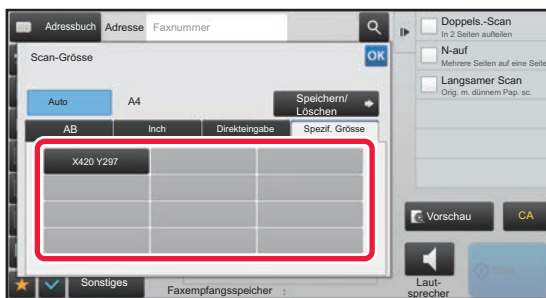 Adressbuch Adresse Faxnummer
Scan-Grösse OK
Auto A4 Speichern/
Löschen
AB Inch Direkteingabe Spezif. Grösse
X420 Y297
Sonstiges
Faxempfangsspeicher :
Doppels.-Scan
In 2 Seiten aufteilen
N-auf
Mehrere Seiten auf eine Seite
Langsamer Scan
Orig. m. dünnem Pap. sc.
Vorschau CA
Laut-
sprecher
Start